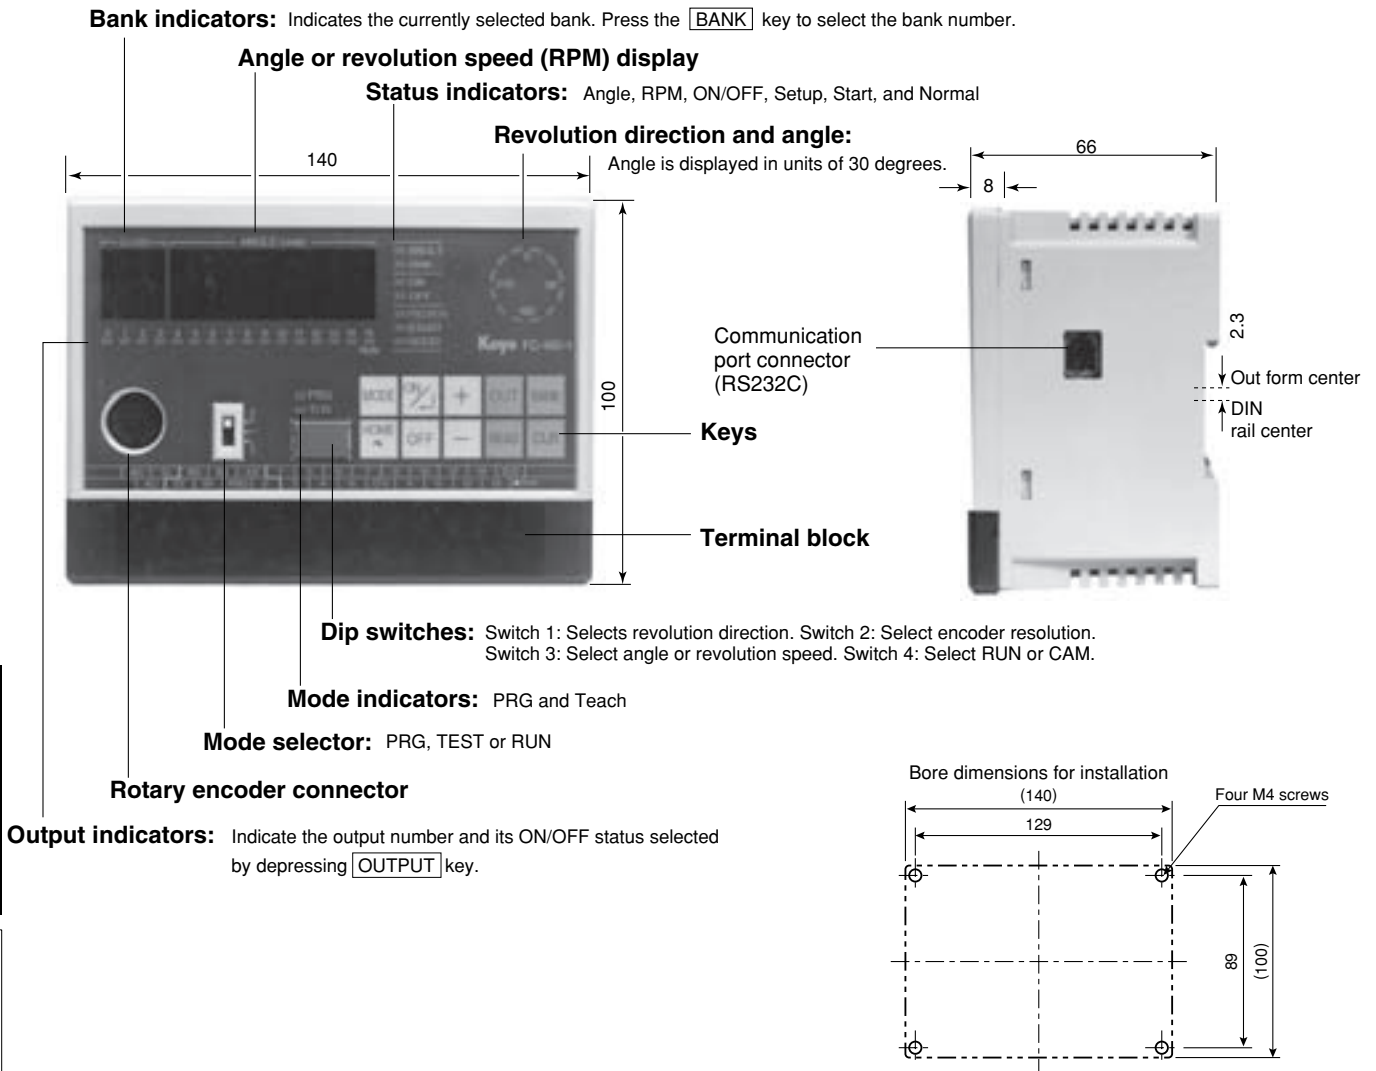 Bank indicators: Indicates the currently selected bank. Press the BANK key to select the bank number.
Angle or revolution speed (RPM) display
Status indicators: Angle, RPM, ON/OFF, Setup, Start, and Normal
Revolution direction and angle:
Angle is displayed in units of 30 degrees.
140
66
8
100
MODE
ON
+
OUT
HOME
OFF
−
CLR
Keys
Communication
port connector
(RS232C)
Keys
Terminal block
2.3
Out form center
DIN
rail center
Dip switches: Switch 1: Selects revolution direction. Switch 2: Select encoder resolution.
Switch 3: Select angle or revolution speed. Switch 4: Select RUN or CAM.
Mode indicators: PRG and Teach
Mode selector: PRG, TEST or RUN
Rotary encoder connector
Output indicators: Indicate the output number and its ON/OFF status selected
by depressing OUTPUT key.
Bore dimensions for installation
(140)
Four M4 screws
129
89
(100)